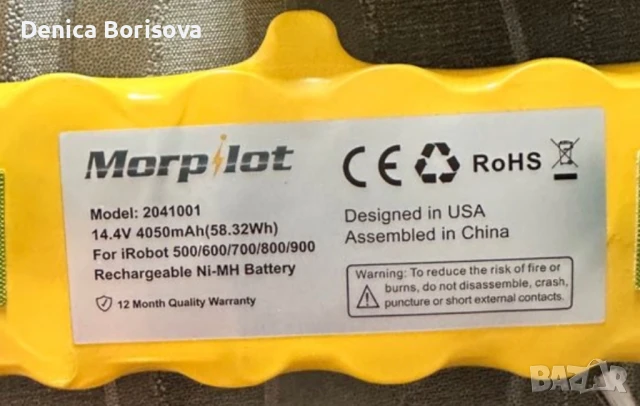 Denica Borisova
Morpilot
Model: 2041001
14.4V 4050mAh(58.32Wh)
For iRobot 500/600/700/800/900
Rechargeable Ni-MH Battery
12 Month Quality Warranty
CE RoHS
Designed in USA
Assembled in China
Warning: To reduce the risk of fire or
burns, do not disassemble, crash,
puncture or short external contacts.
BAZAR